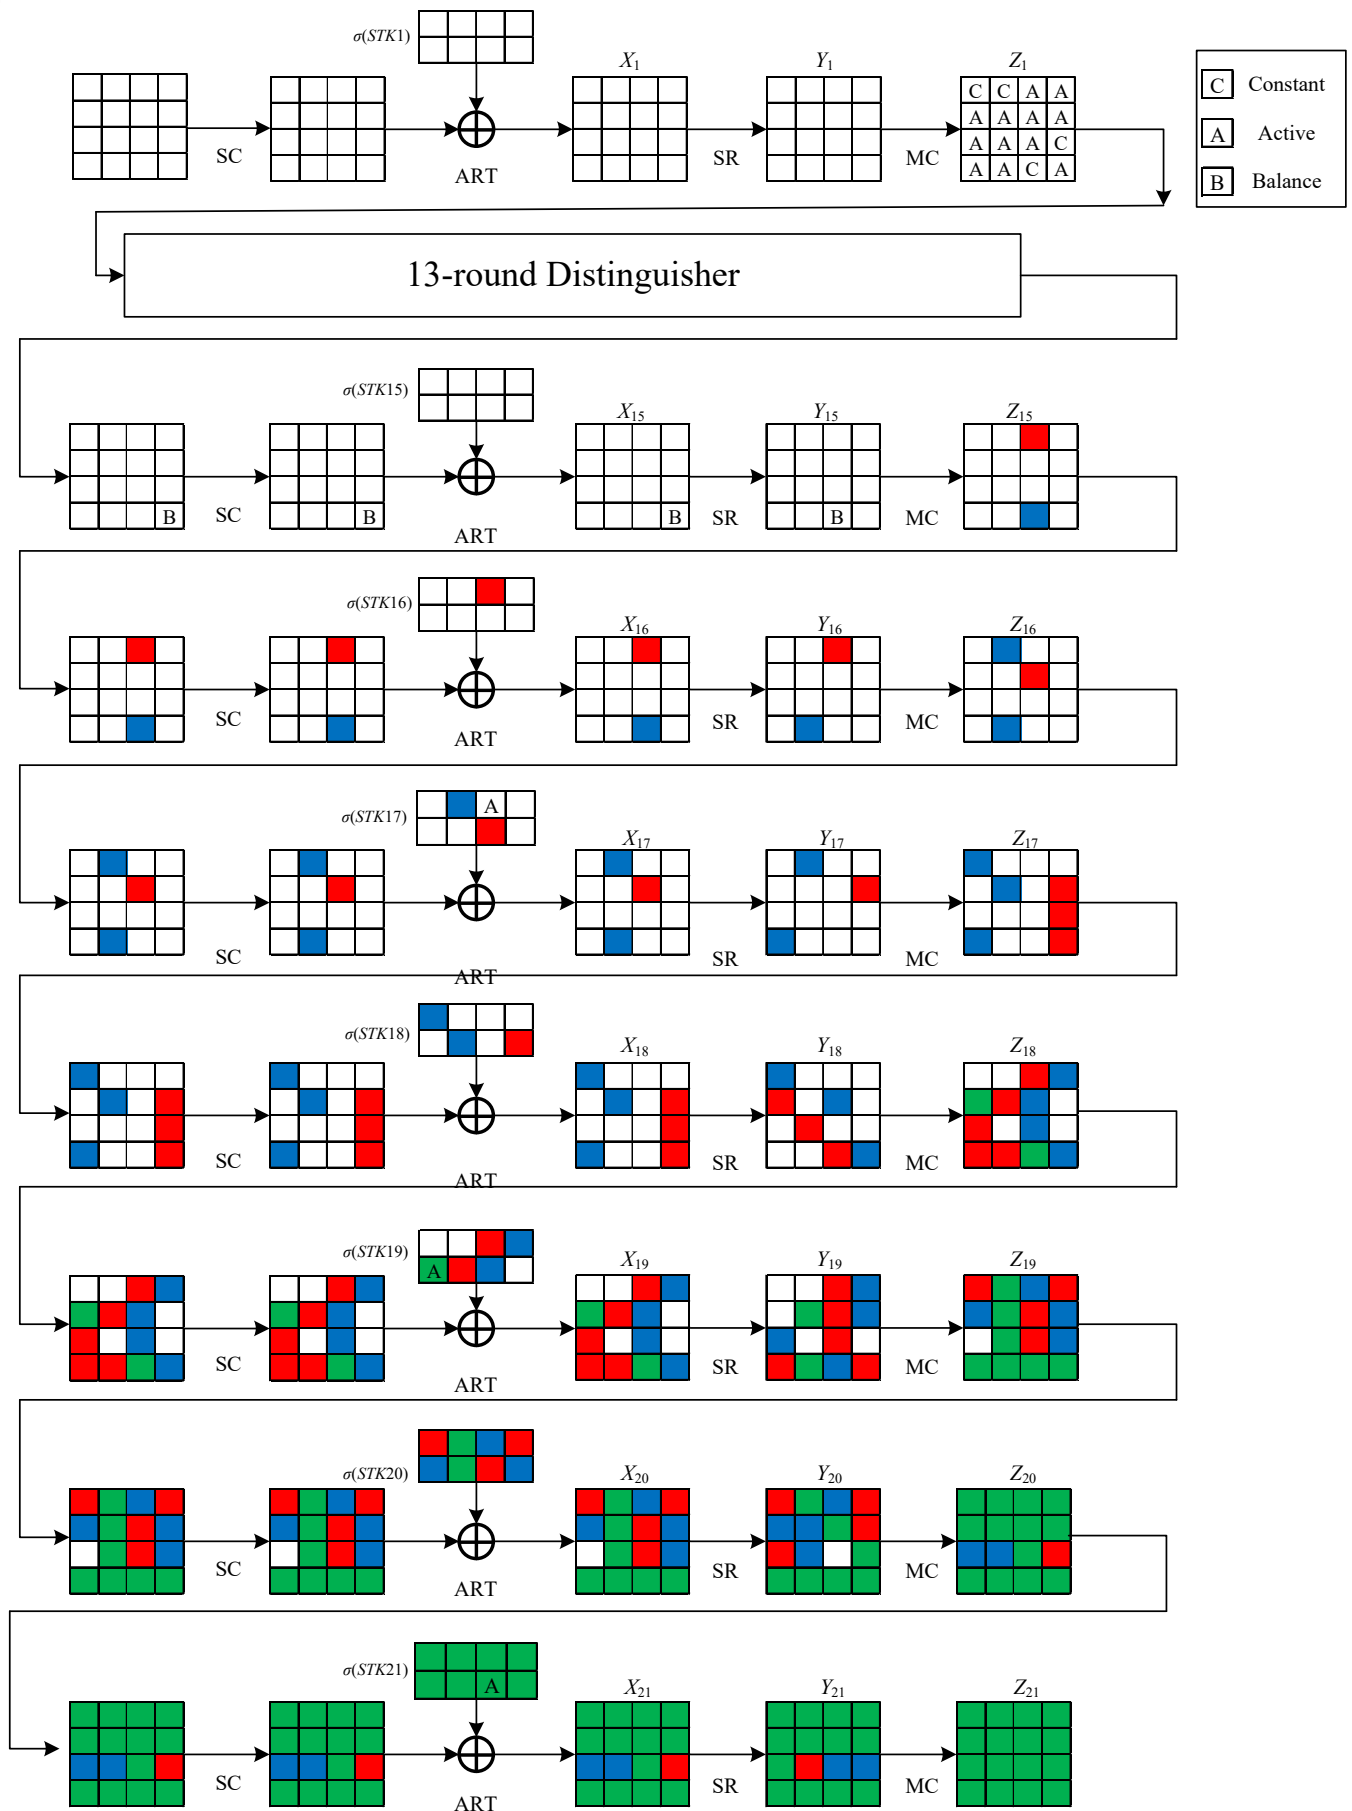 σ(STK1)
X₁ Y₁ Z₁
C C A A
A A A A
A A A C
A A C A
SC ART SR MC
C Constant
A Active
B Balance
13-round Distinguisher
σ(STK15)
X₁₅ Y₁₅ Z₁₅
B B B B
SC ART SR MC
σ(STK16)
X₁₆ Y₁₆ Z₁₆
SC ART SR MC
σ(STK17)
A
X₁₇ Y₁₇ Z₁₇
SC ART SR MC
σ(STK18)
X₁₈ Y₁₈ Z₁₈
SC ART SR MC
σ(STK19)
A
X₁₉ Y₁₉ Z₁₉
SC ART SR MC
σ(STK20)
X₂₀ Y₂₀ Z₂₀
SC ART SR MC
σ(STK21)
A
X₂₁ Y₂₁ Z₂₁
SC ART SR MC